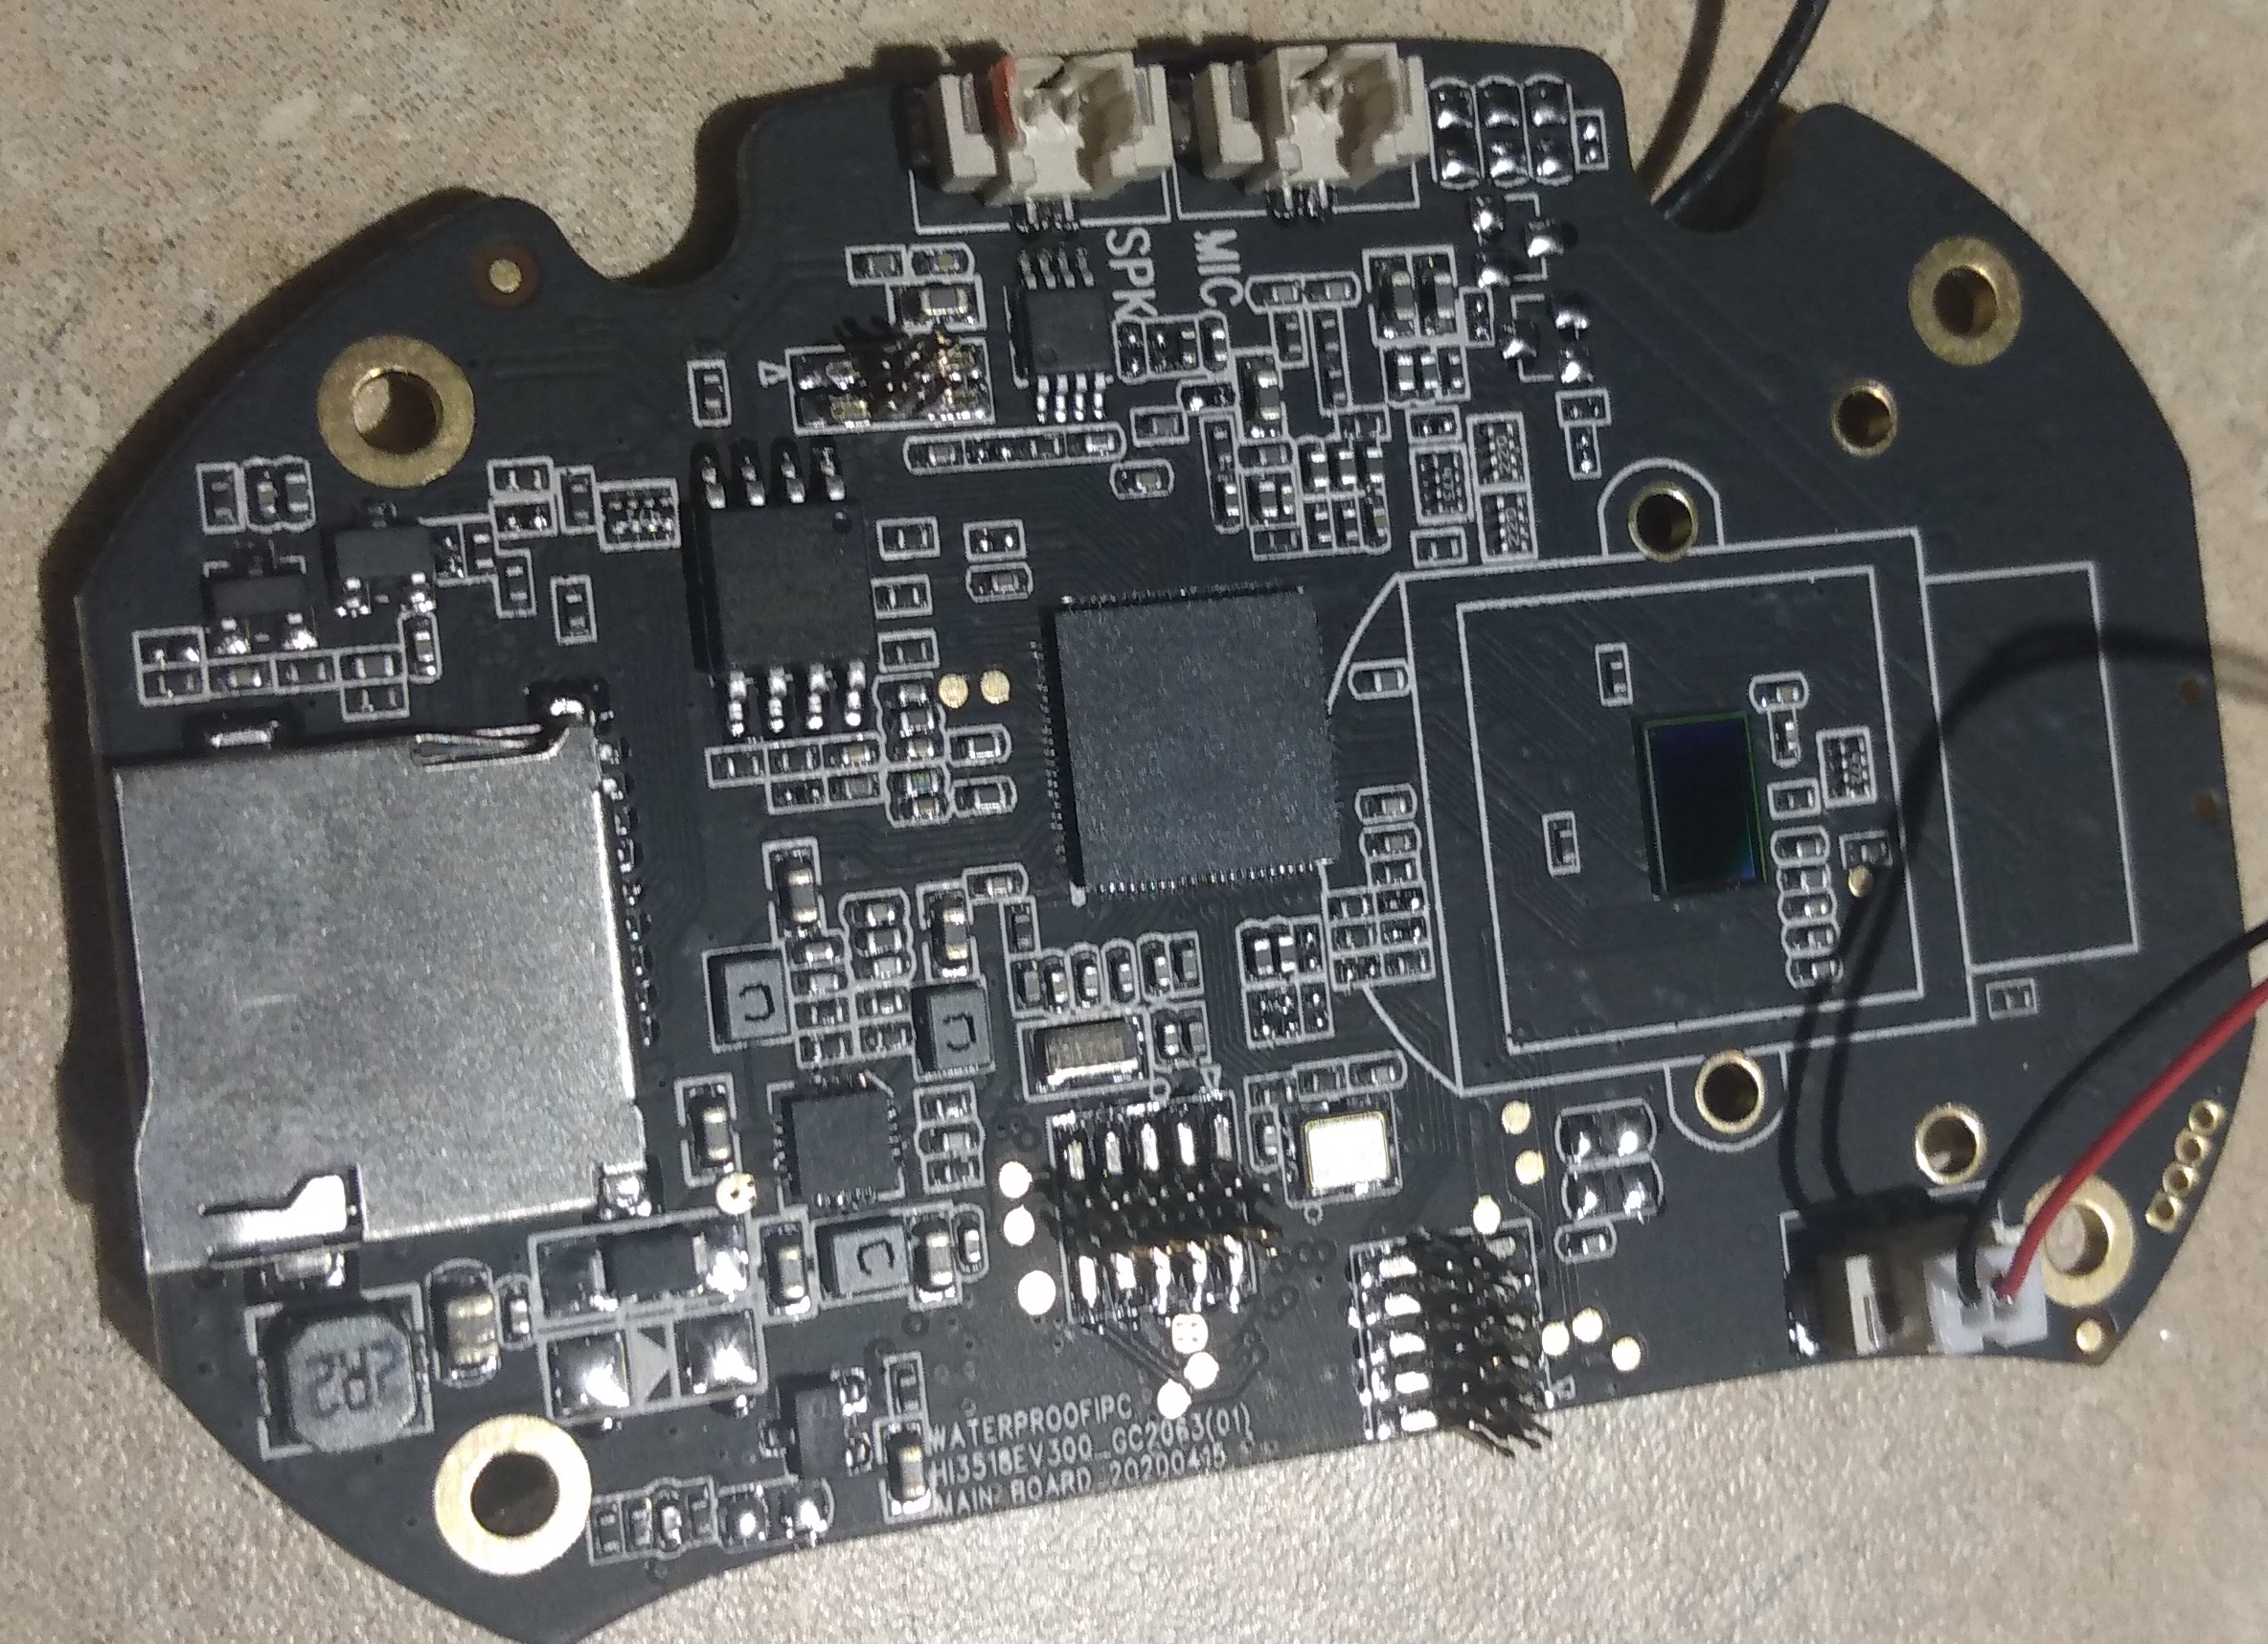 SPK
MIC
2R2
WATERPROOFIPC
HI3518EV300_GC2063(01)
MAIN BOARD 20200415